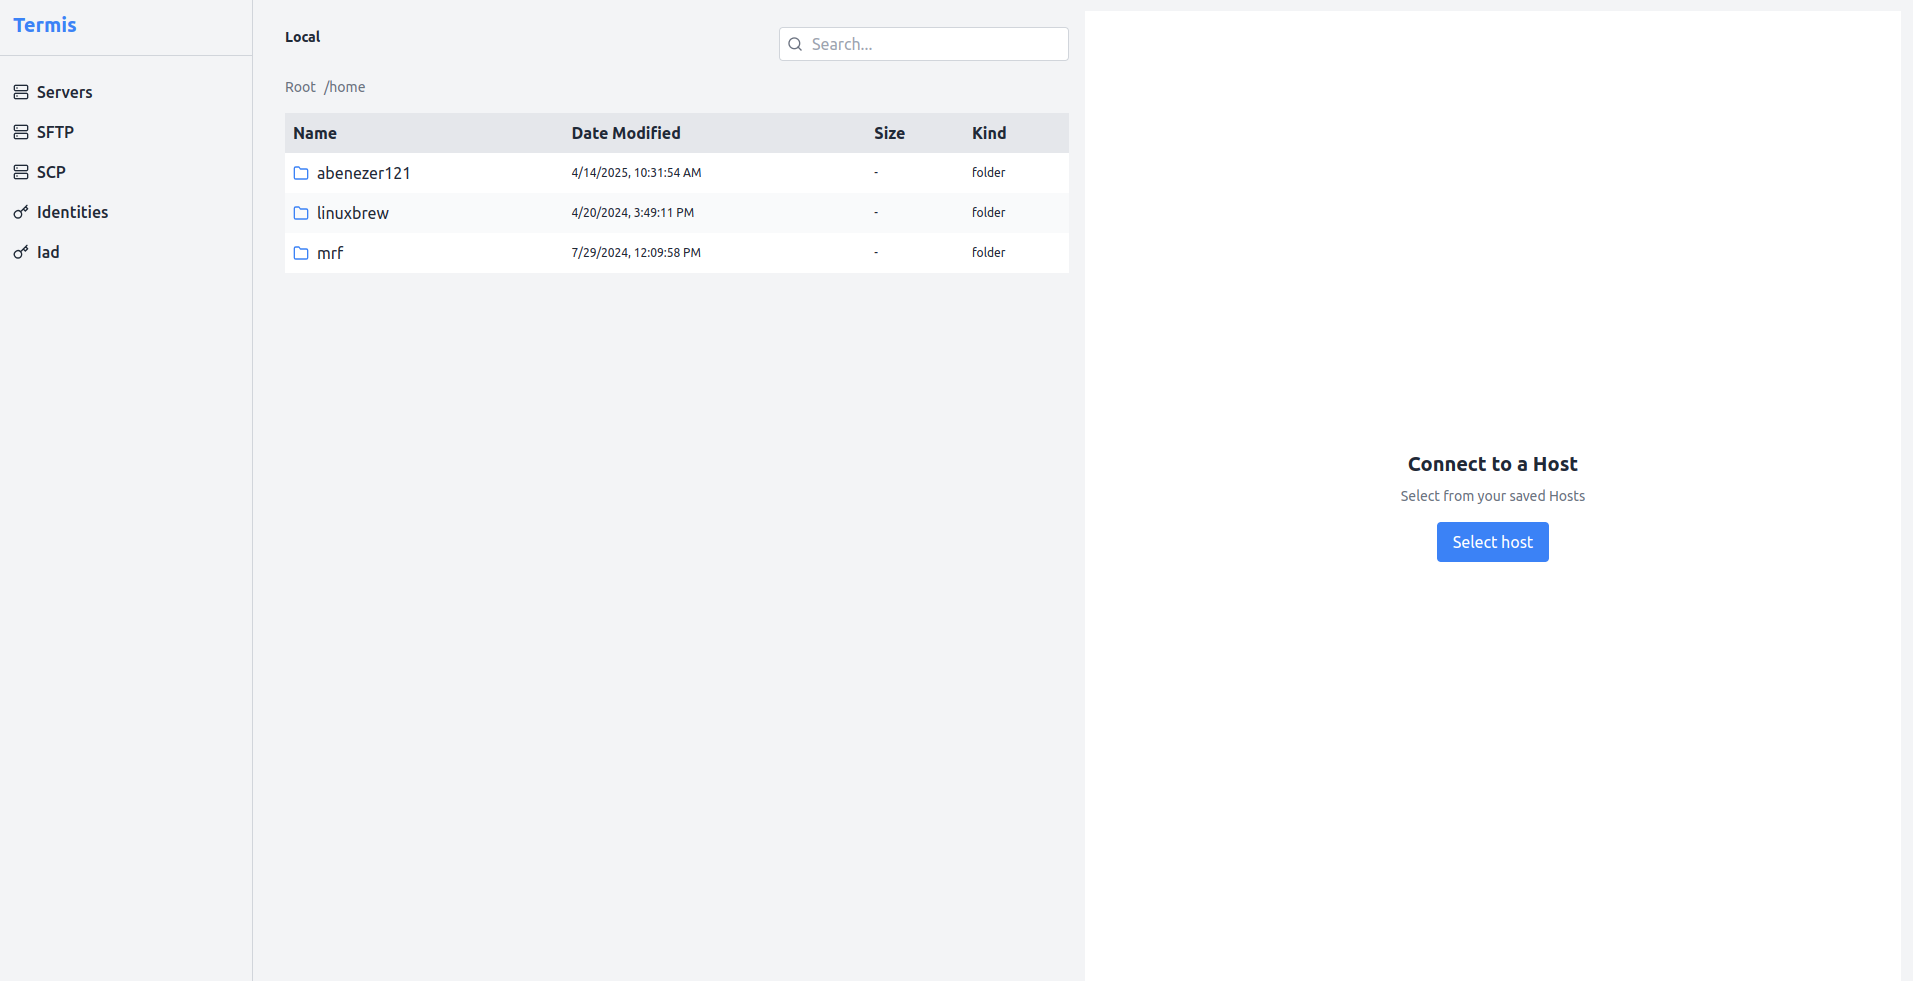 Termis
Servers
SFTP
SCP
Identities
Iad
Local
Search...
Root /home
Name Date Modified Size Kind
abenezer121 4/14/2025, 10:31:54 AM - folder
linuxbrew 4/20/2024, 3:49:11 PM - folder
mrf 7/29/2024, 12:09:58 PM - folder
Connect to a Host
Select from your saved Hosts
Select host